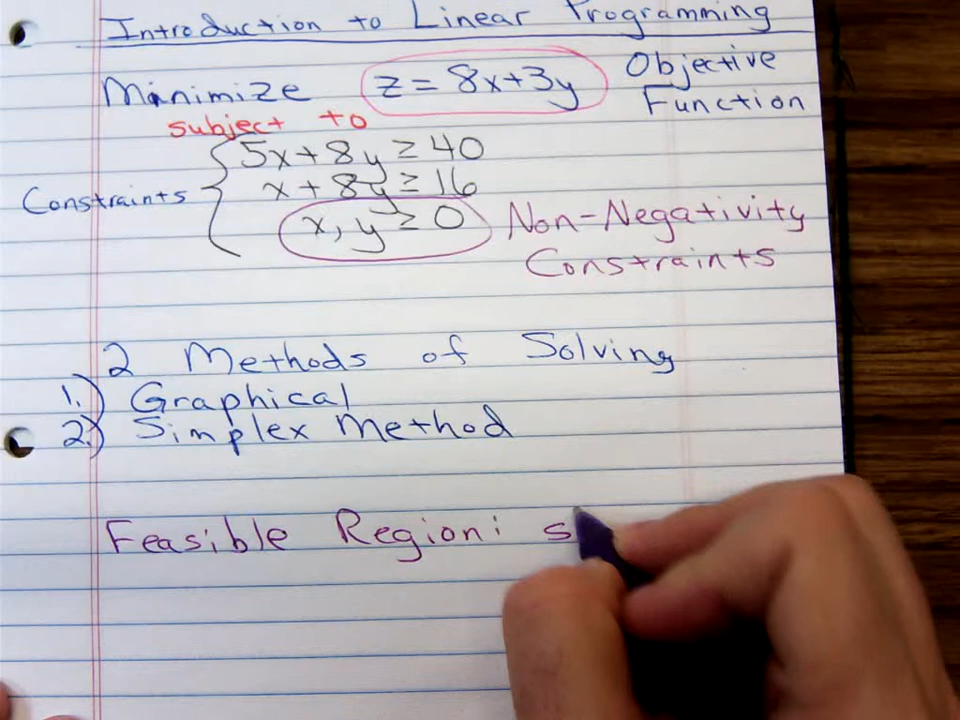 Introduction to Linear Programming
Minimize z = 8x+3y Objective
Function
subject to
5x+8y ≥ 40
x+8y ≥ 16
Constraints
x, y ≥ 0 Non-Negativity
Constraints
2 Methods of Solving
1.) Graphical
2.) Simplex Method
Feasible Region: s